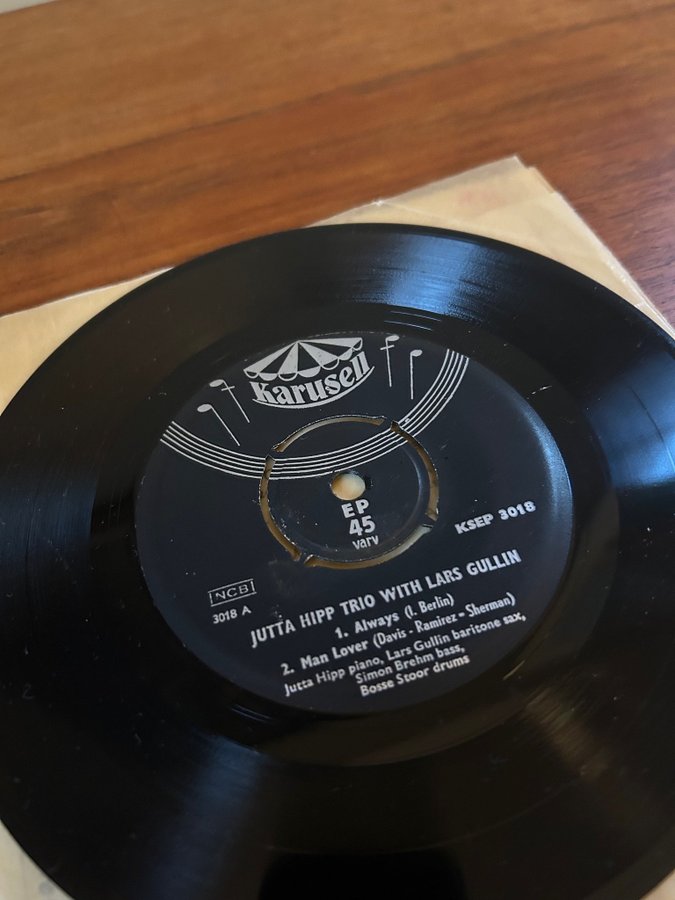 Karusell
EP
45
varv
KSEP 3018
NCB
3018 A
JUTTA HIPP TRIO WITH LARS GULLIN
1. Always (I. Berlin)
2. Man Lover (Davis - Ramirez - Sherman)
Jutta Hipp piano, Lars Gullin baritone sax,
Simon Brehm bass,
Bosse Stoor drums